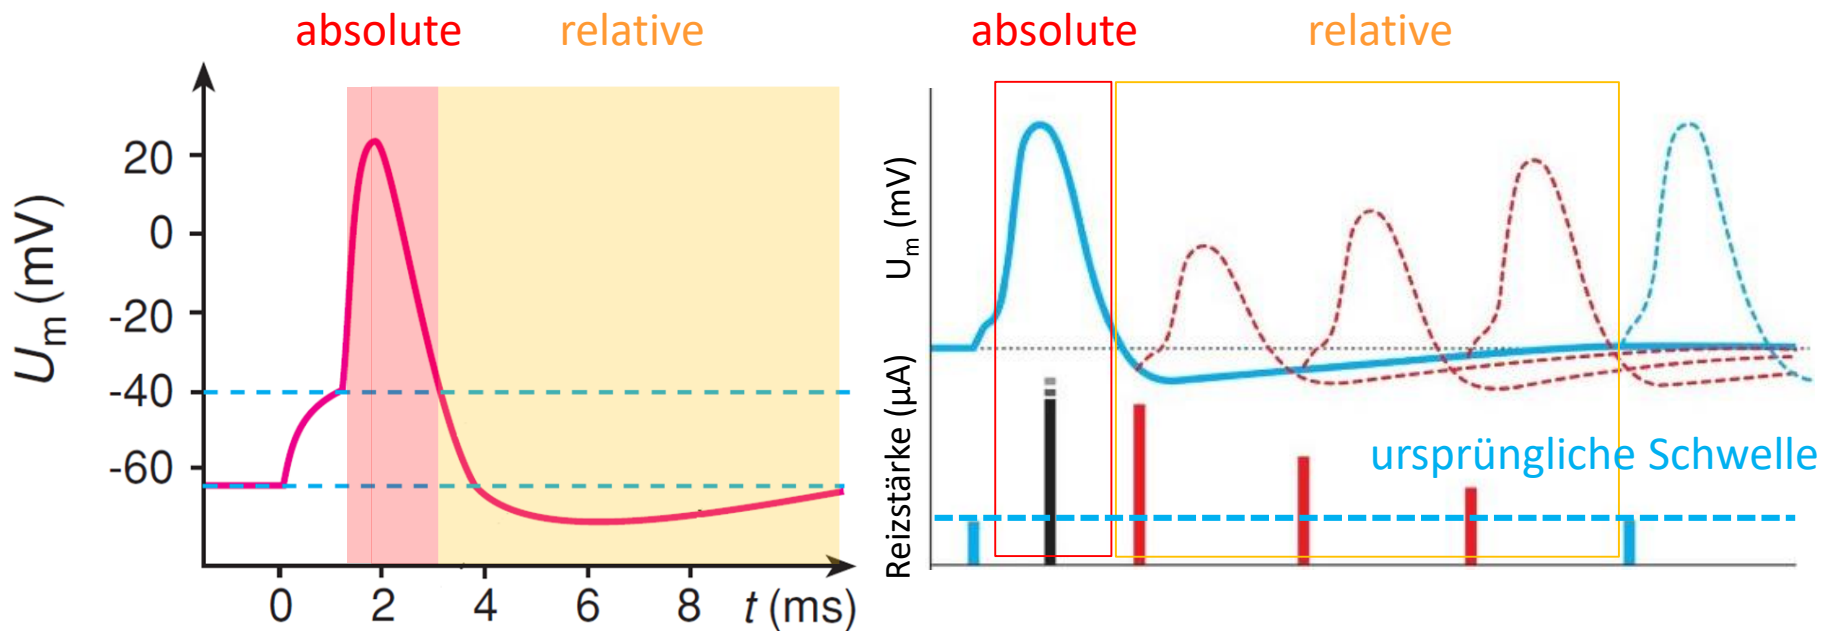 absolute relative
20
0
-20
-40
-60
Um (mV)
0 2 4 6 8 t (ms)
absolute relative
Um (mV)
Reizstärke (µA)
ursprüngliche Schwelle